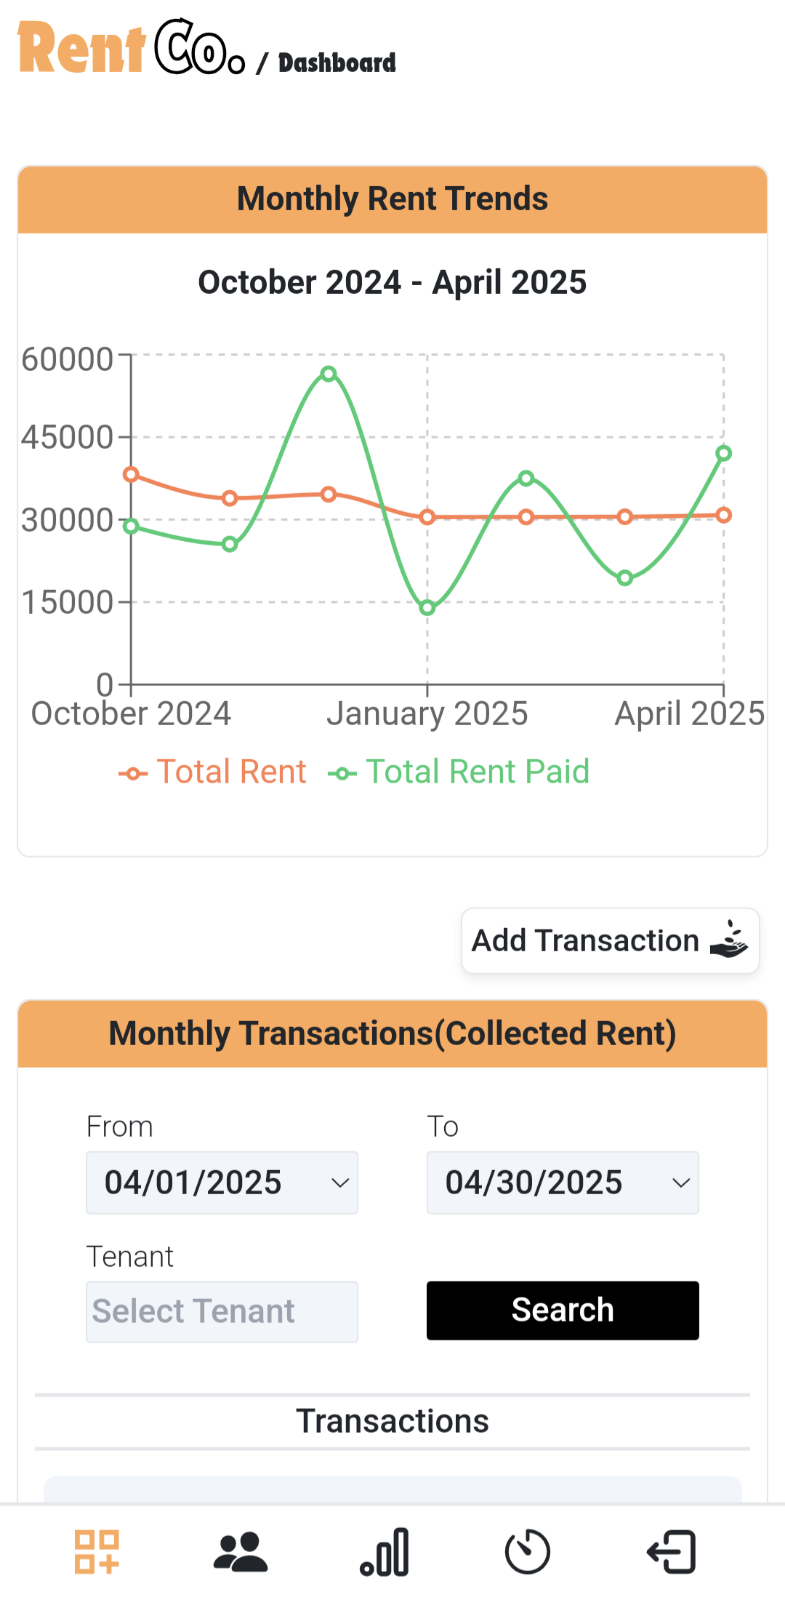 Rent Co. / Dashboard
Monthly Rent Trends
October 2024 - April 2025
60000
45000
30000
15000
0
October 2024 January 2025 April 2025
Total Rent Total Rent Paid
Add Transaction
Monthly Transactions(Collected Rent)
From To
04/01/2025 04/30/2025
Tenant
Select Tenant Search
Transactions